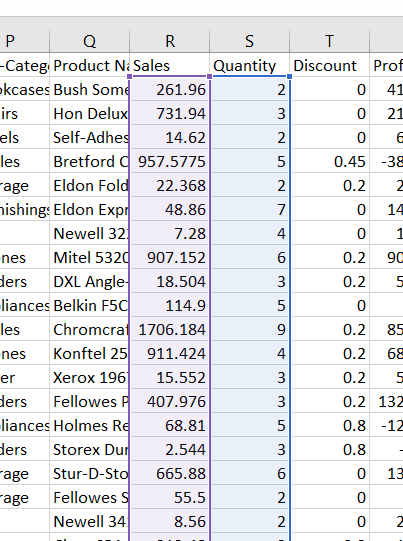 P Q R S T
-Categ Product Na Sales Quantity Discount Prof
okcases Bush Some 261.96 2 0 41
irs Hon Delux 731.94 3 0 21
els Self-Adhes 14.62 2 0 6
les Bretford C 957.5775 5 0.45 -38
rage Eldon Fold 22.368 2 0.2 2
nishings Eldon Expr 48.86 7 0 14
Newell 322 7.28 4 0 1
nes Mitel 5320 907.152 6 0.2 90
ders DXL Angle- 18.504 3 0.2 5
liances Belkin F5C 114.9 5 0
les Chromcraf 1706.184 9 0.2 85
nes Konftel 25 911.424 4 0.2 68
er Xerox 1967 15.552 3 0.2 5
ders Fellowes P 407.976 3 0.2 132
liances Holmes Re 68.81 5 0.8 -12
ders Storex Dur 2.544 3 0.8 -
rage Stur-D-Sto 665.88 6 0 13
rage Fellowes S 55.5 2 0
Newell 341 8.56 2 0 2